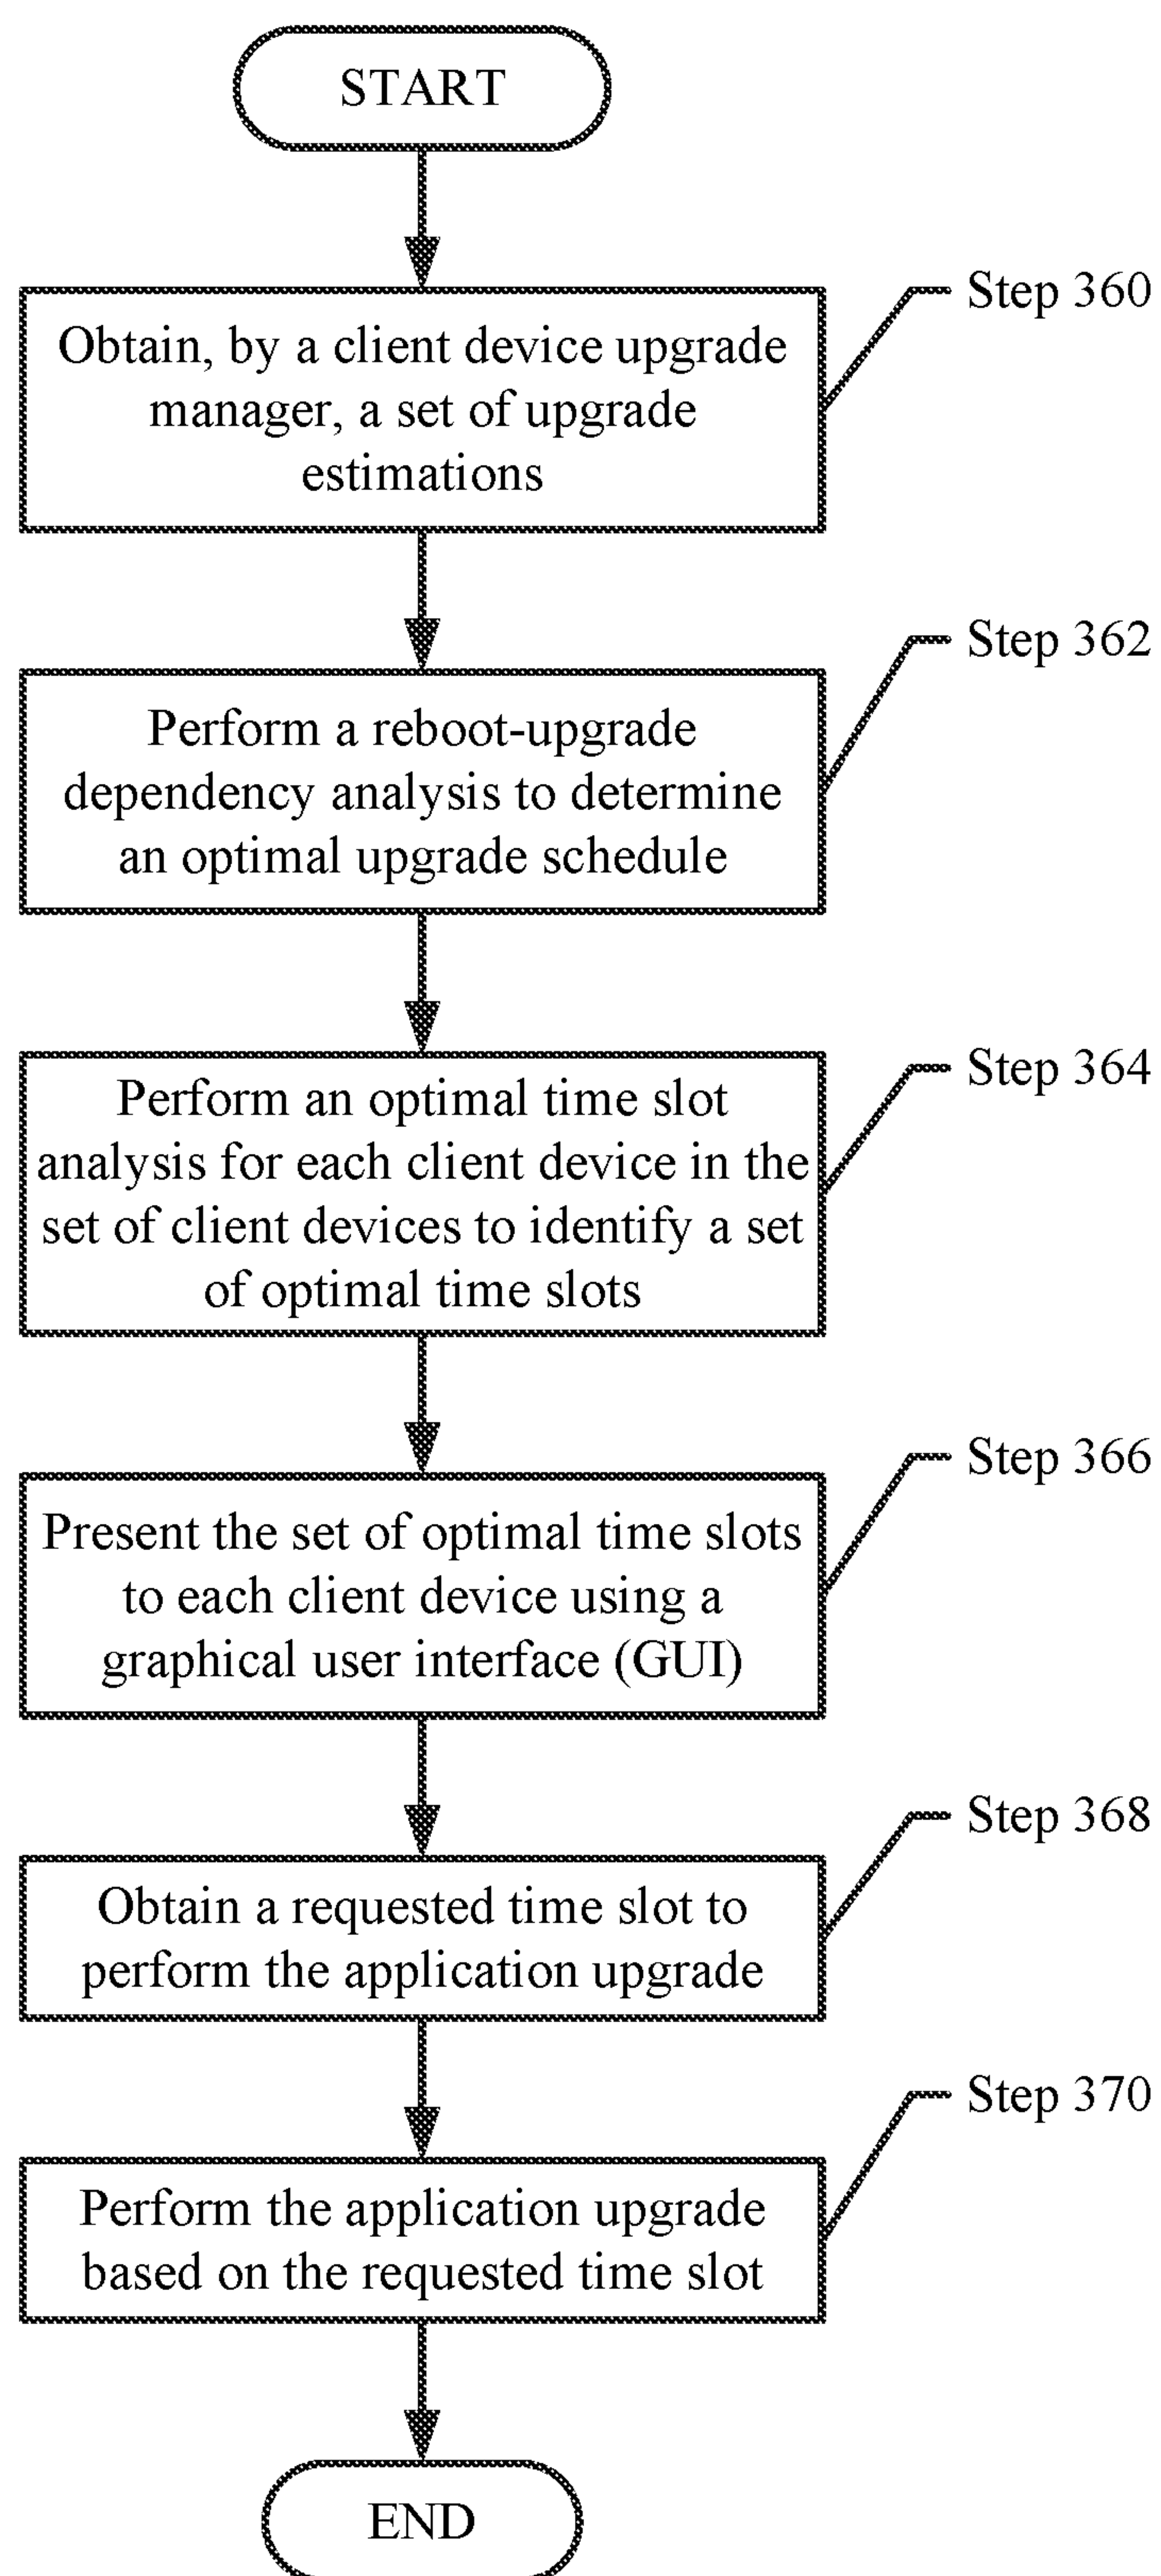 START
Step 360
Obtain, by a client device upgrade
manager, a set of upgrade
estimations
Step 362
Perform a reboot-upgrade
dependency analysis to determine
an optimal upgrade schedule
Step 364
Perform an optimal time slot
analysis for each client device in the
set of client devices to identify a set
of optimal time slots
Step 366
Present the set of optimal time slots
to each client device using a
graphical user interface (GUI)
Step 368
Obtain a requested time slot to
perform the application upgrade
Step 370
Perform the application upgrade
based on the requested time slot
END